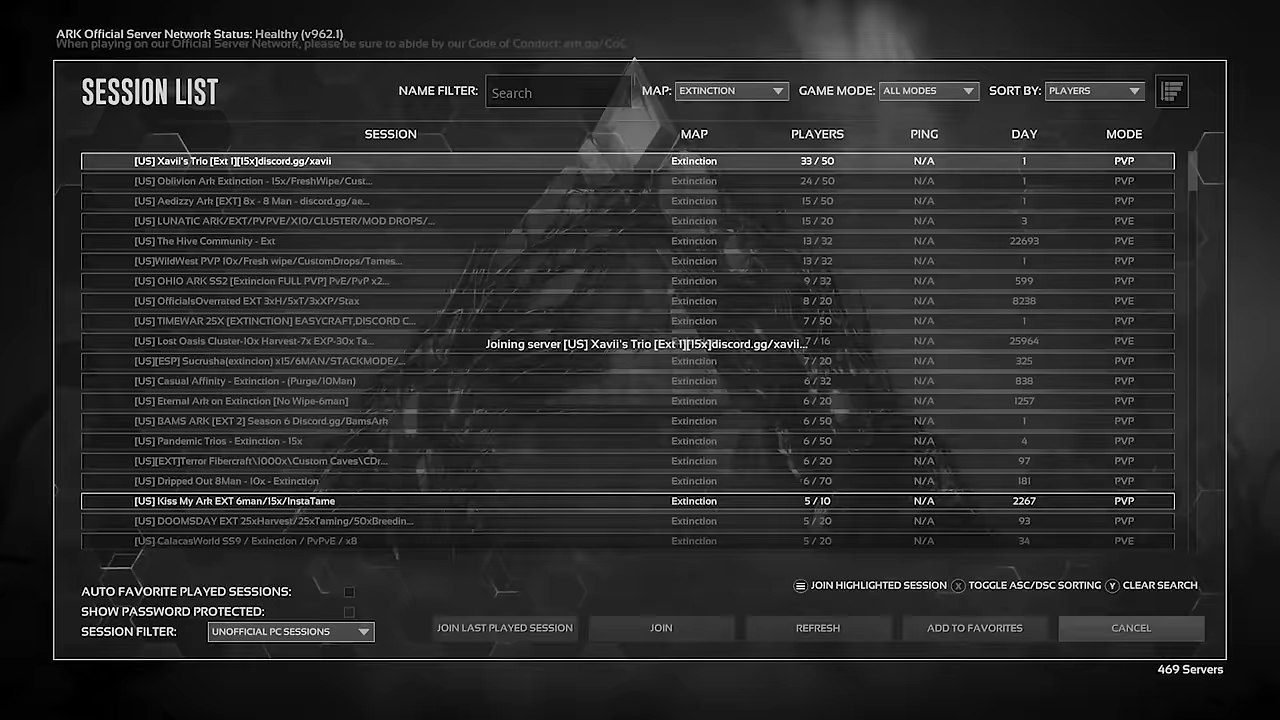 ARK Official Server Network Status: Healthy (v962.1)
When playing on our Official Server Network, please be sure to abide by our Code of Conduct: ark.gg/CoC
SESSION LIST
NAME FILTER: Search MAP: EXTINCTION GAME MODE: ALL MODES SORT BY: PLAYERS
SESSION MAP PLAYERS PING DAY MODE
[US] Xavii's Trio [Ext 1][15x]discord.gg/xavii Extinction 33 / 50 N/A 1 PVP
[US] Oblivion Ark Extinction - 15x/FreshWipe/Cust... Extinction 24 / 50 N/A 1 PVP
[US] Aedizzy Ark [EXT] 8x - 8 Man - discord.gg/ae... Extinction 15 / 50 N/A 1 PVP
[US] LUNATIC ARK/EXT/PVPVE/X10/CLUSTER/MOD DROPS/... Extinction 15 / 20 N/A 3 PVE
[US] The Hive Community - Ext Extinction 13 / 32 N/A 22693 PVE
[US]WildWest PVP 10x/Fresh wipe/CustomDrops/Tames... Extinction 13 / 32 N/A 1 PVP
[US] OHIO ARK SS2 [Extincion FULL PVP] PvE/PvP x2... Extinction 9 / 32 N/A 599 PVP
[US] OfficialsOverrated EXT 3xH/5xT/3xXP/Stax Extinction 8 / 20 N/A 8238 PVE
[US] TIMEWAR 25X [EXTINCTION] EASYCRAFT,DISCORD C... Extinction 7 / 50 N/A 1 PVP
[US] Lost Oasis Cluster-10x Harvest-7x EXP-30x Ta... Extinction 7 / 16 N/A 25964 PVE
Joining server [US] Xavii's Trio [Ext 1][15x]discord.gg/xavii...
[US][ESP] Sucrusha(extincion) x15/6MAN/STACKMODE/... Extinction 7 / 20 N/A 325 PVP
[US] Casual Affinity - Extinction - (Purge/10Man) Extinction 6 / 32 N/A 838 PVP
[US] Eternal Ark on Extinction [No Wipe-6man] Extinction 6 / 20 N/A 1257 PVP
[US] BAMS ARK [EXT 2] Season 6 Discord.gg/BamsArk Extinction 6 / 50 N/A 1 PVP
[US] Pandemic Trios - Extinction - 15x Extinction 6 / 50 N/A 4 PVP
[US][EXT]Terror Fibercraft\1000x\Custom Caves\CDr... Extinction 6 / 20 N/A 97 PVP
[US] Dripped Out 8Man - 10x - Extinction Extinction 6 / 70 N/A 181 PVP
[US] Kiss My Ark EXT 6man/15x/InstaTame Extinction 5 / 10 N/A 2267 PVP
[US] DOOMSDAY EXT 25xHarvest/25xTaming/50xBreedin... Extinction 5 / 20 N/A 93 PVP
[US] CalacasWorld SS9 / Extinction / PvPvE / x8 Extinction 5 / 20 N/A 34 PVE
AUTO FAVORITE PLAYED SESSIONS:
JOIN HIGHLIGHTED SESSION X TOGGLE ASC/DSC SORTING Y CLEAR SEARCH
SHOW PASSWORD PROTECTED:
SESSION FILTER: UNOFFICIAL PC SESSIONS JOIN LAST PLAYED SESSION JOIN REFRESH ADD TO FAVORITES CANCEL
469 Servers